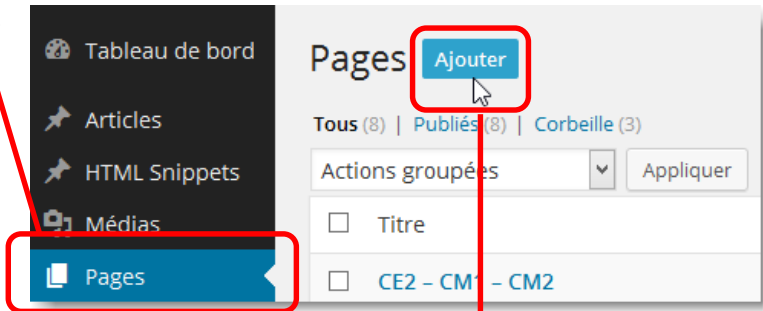 Tableau de bord
Articles
HTML Snippets
Médias
Pages
Pages Ajouter
Tous (8) | Publiés (8) | Corbeille (3)
Actions groupées Appliquer
Titre
CE2 – CM1 – CM2